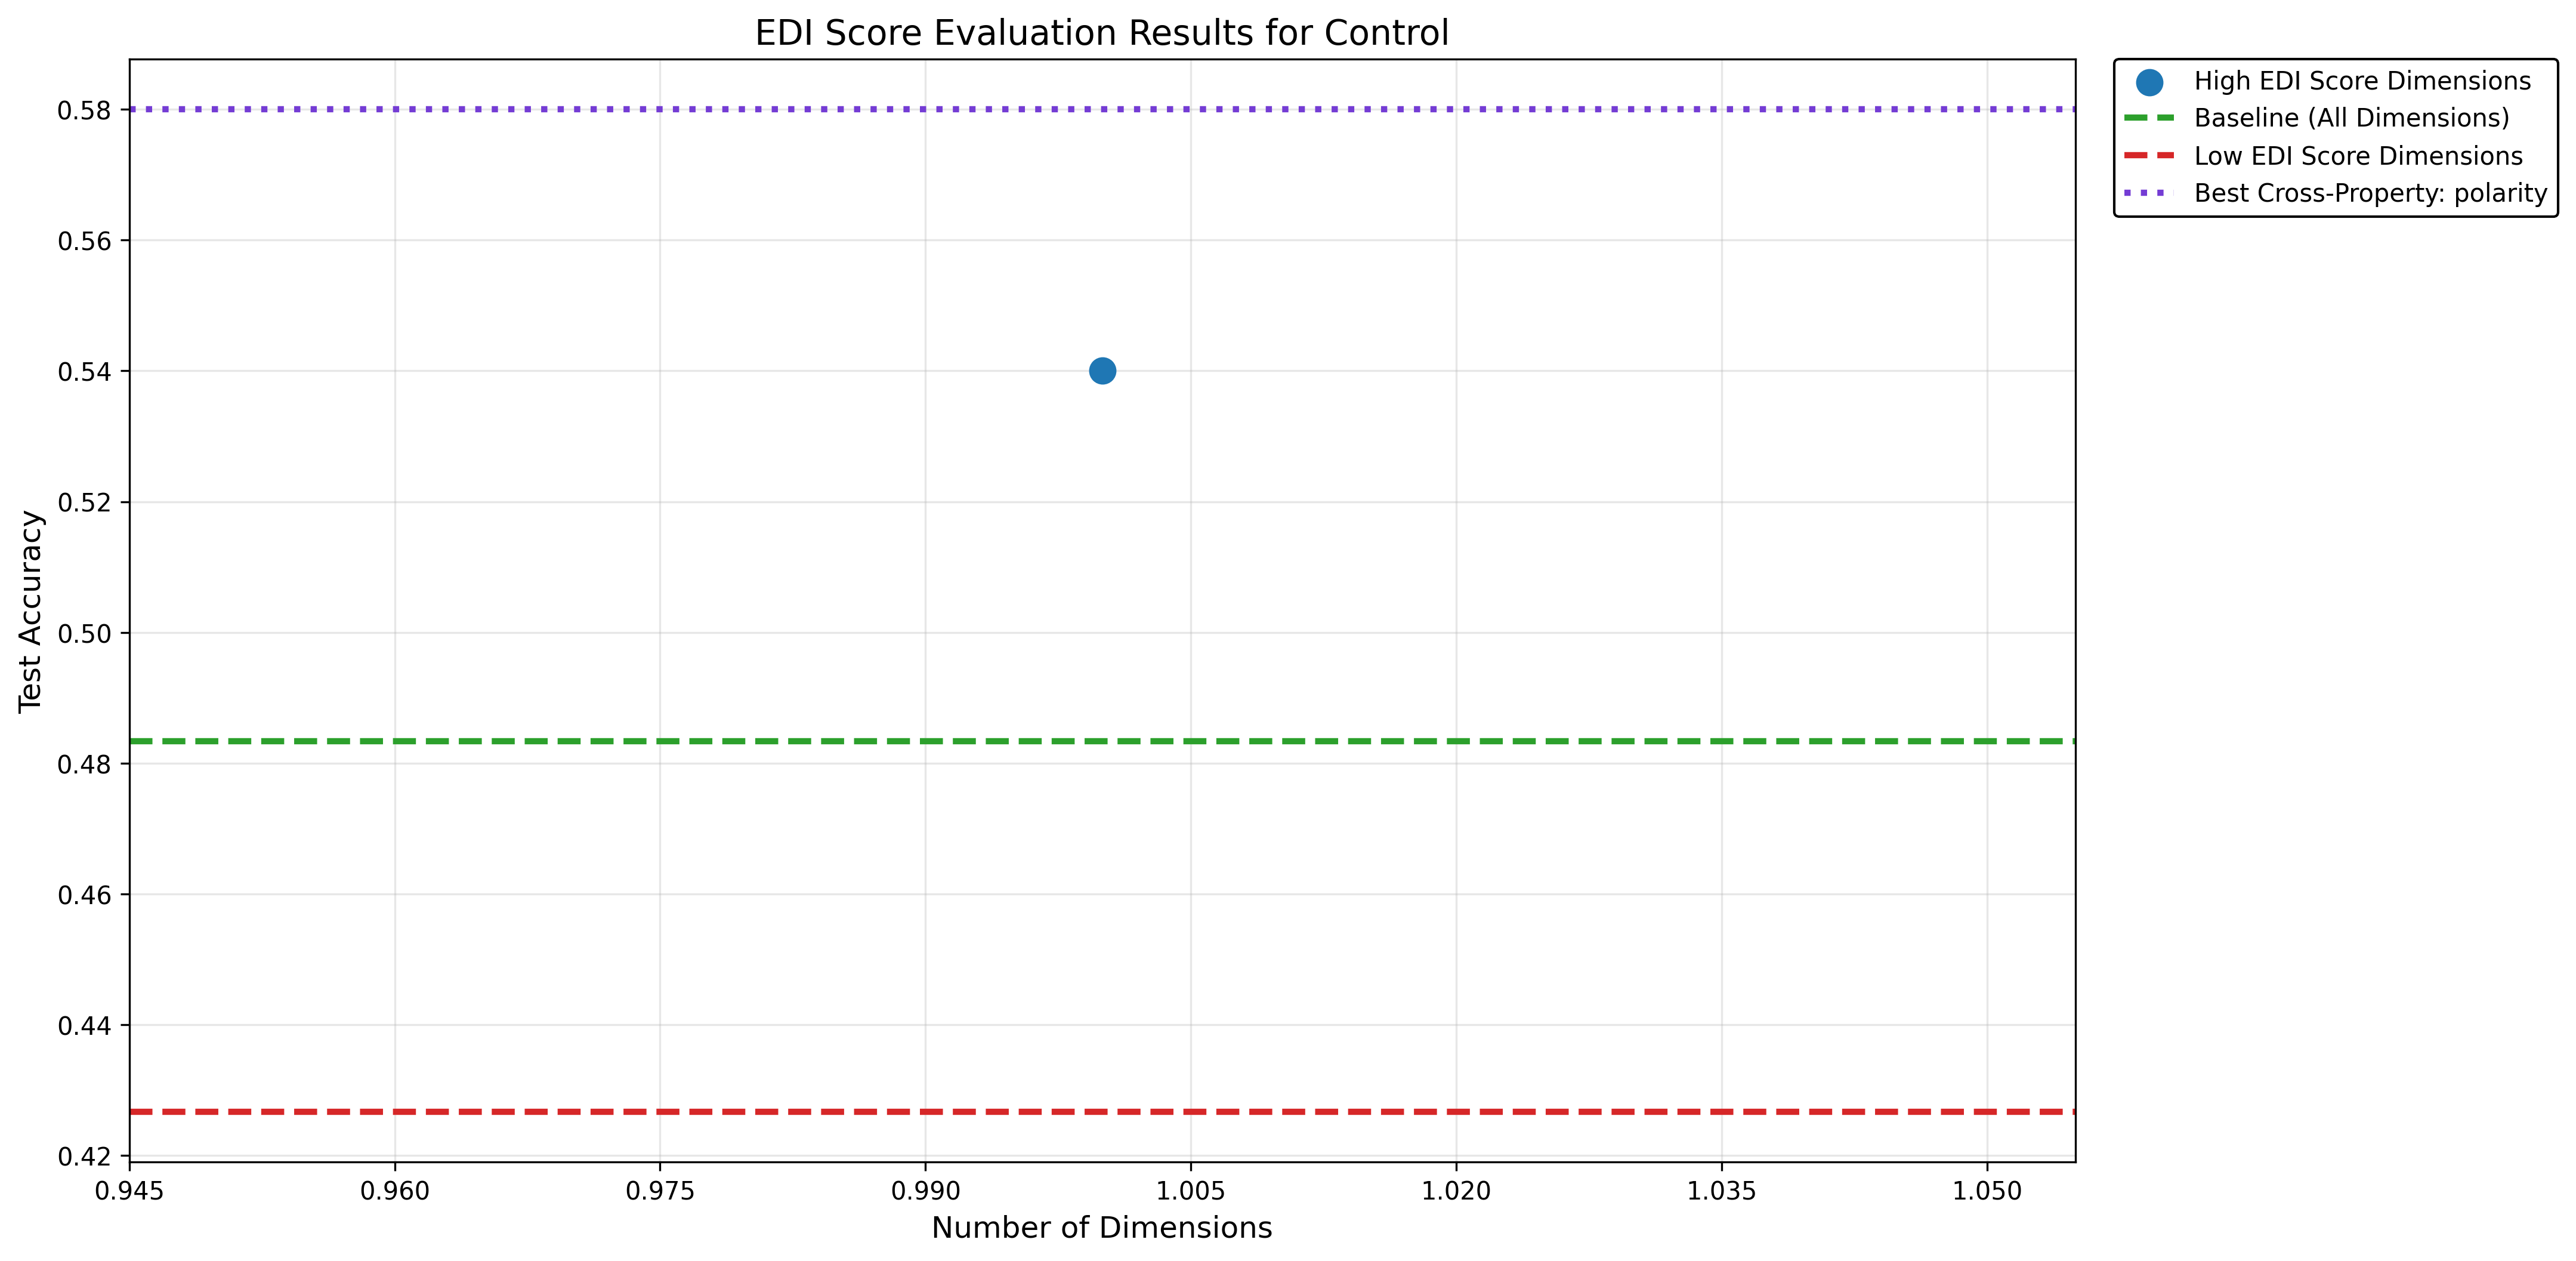 EDI Score Evaluation Results for Control
High EDI Score Dimensions
Baseline (All Dimensions)
Low EDI Score Dimensions
Best Cross-Property: polarity
Test Accuracy
0.58
0.56
0.54
0.52
0.50
0.48
0.46
0.44
0.42
0.945 0.960 0.975 0.990 1.005 1.020 1.035 1.050
Number of Dimensions